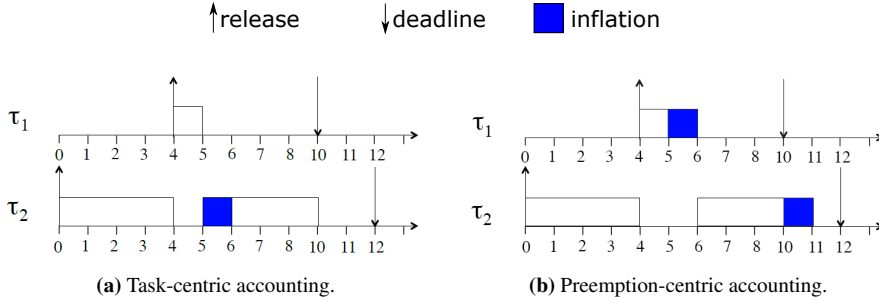 release deadline inflation
τ1
0 1 2 3 4 5 6 7 8 9 10 11 12
τ2
0 1 2 3 4 5 6 7 8 9 10 11 12
(a) Task-centric accounting.
τ1
0 1 2 3 4 5 6 7 8 9 10 11 12
τ2
0 1 2 3 4 5 6 7 8 9 10 11 12
(b) Preemption-centric accounting.